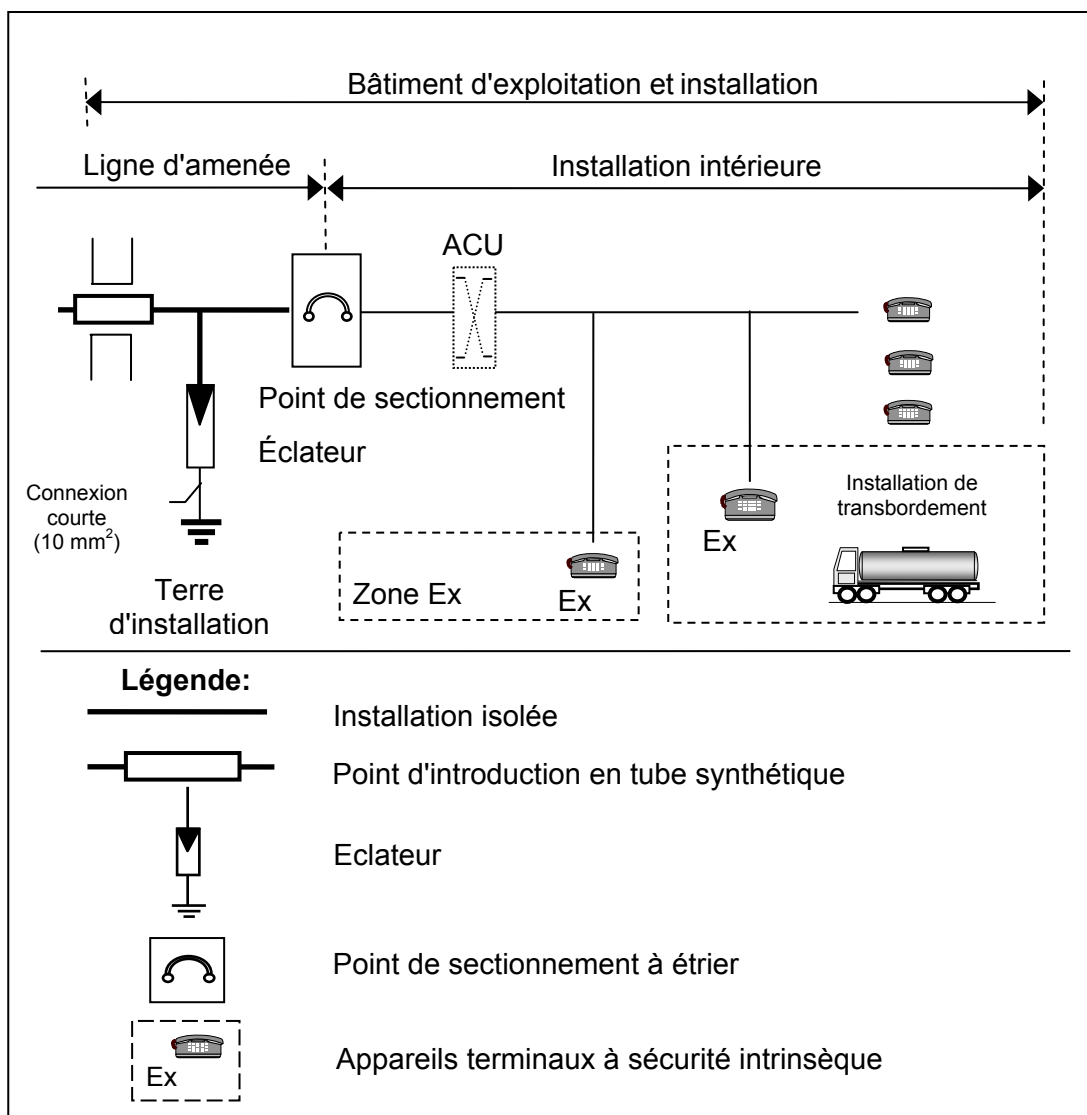 Bâtiment d'exploitation et installation
Ligne d'amenée
Installation intérieure
ACU
Point de sectionnement
Éclateur
Connexion
courte
(10 mm²)
Terre
d'installation
Zone Ex
Ex
Ex
Installation de
transbordement
Légende:
Installation isolée
Point d'introduction en tube synthétique
Eclateur
Point de sectionnement à étrier
Ex
Appareils terminaux à sécurité intrinsèque